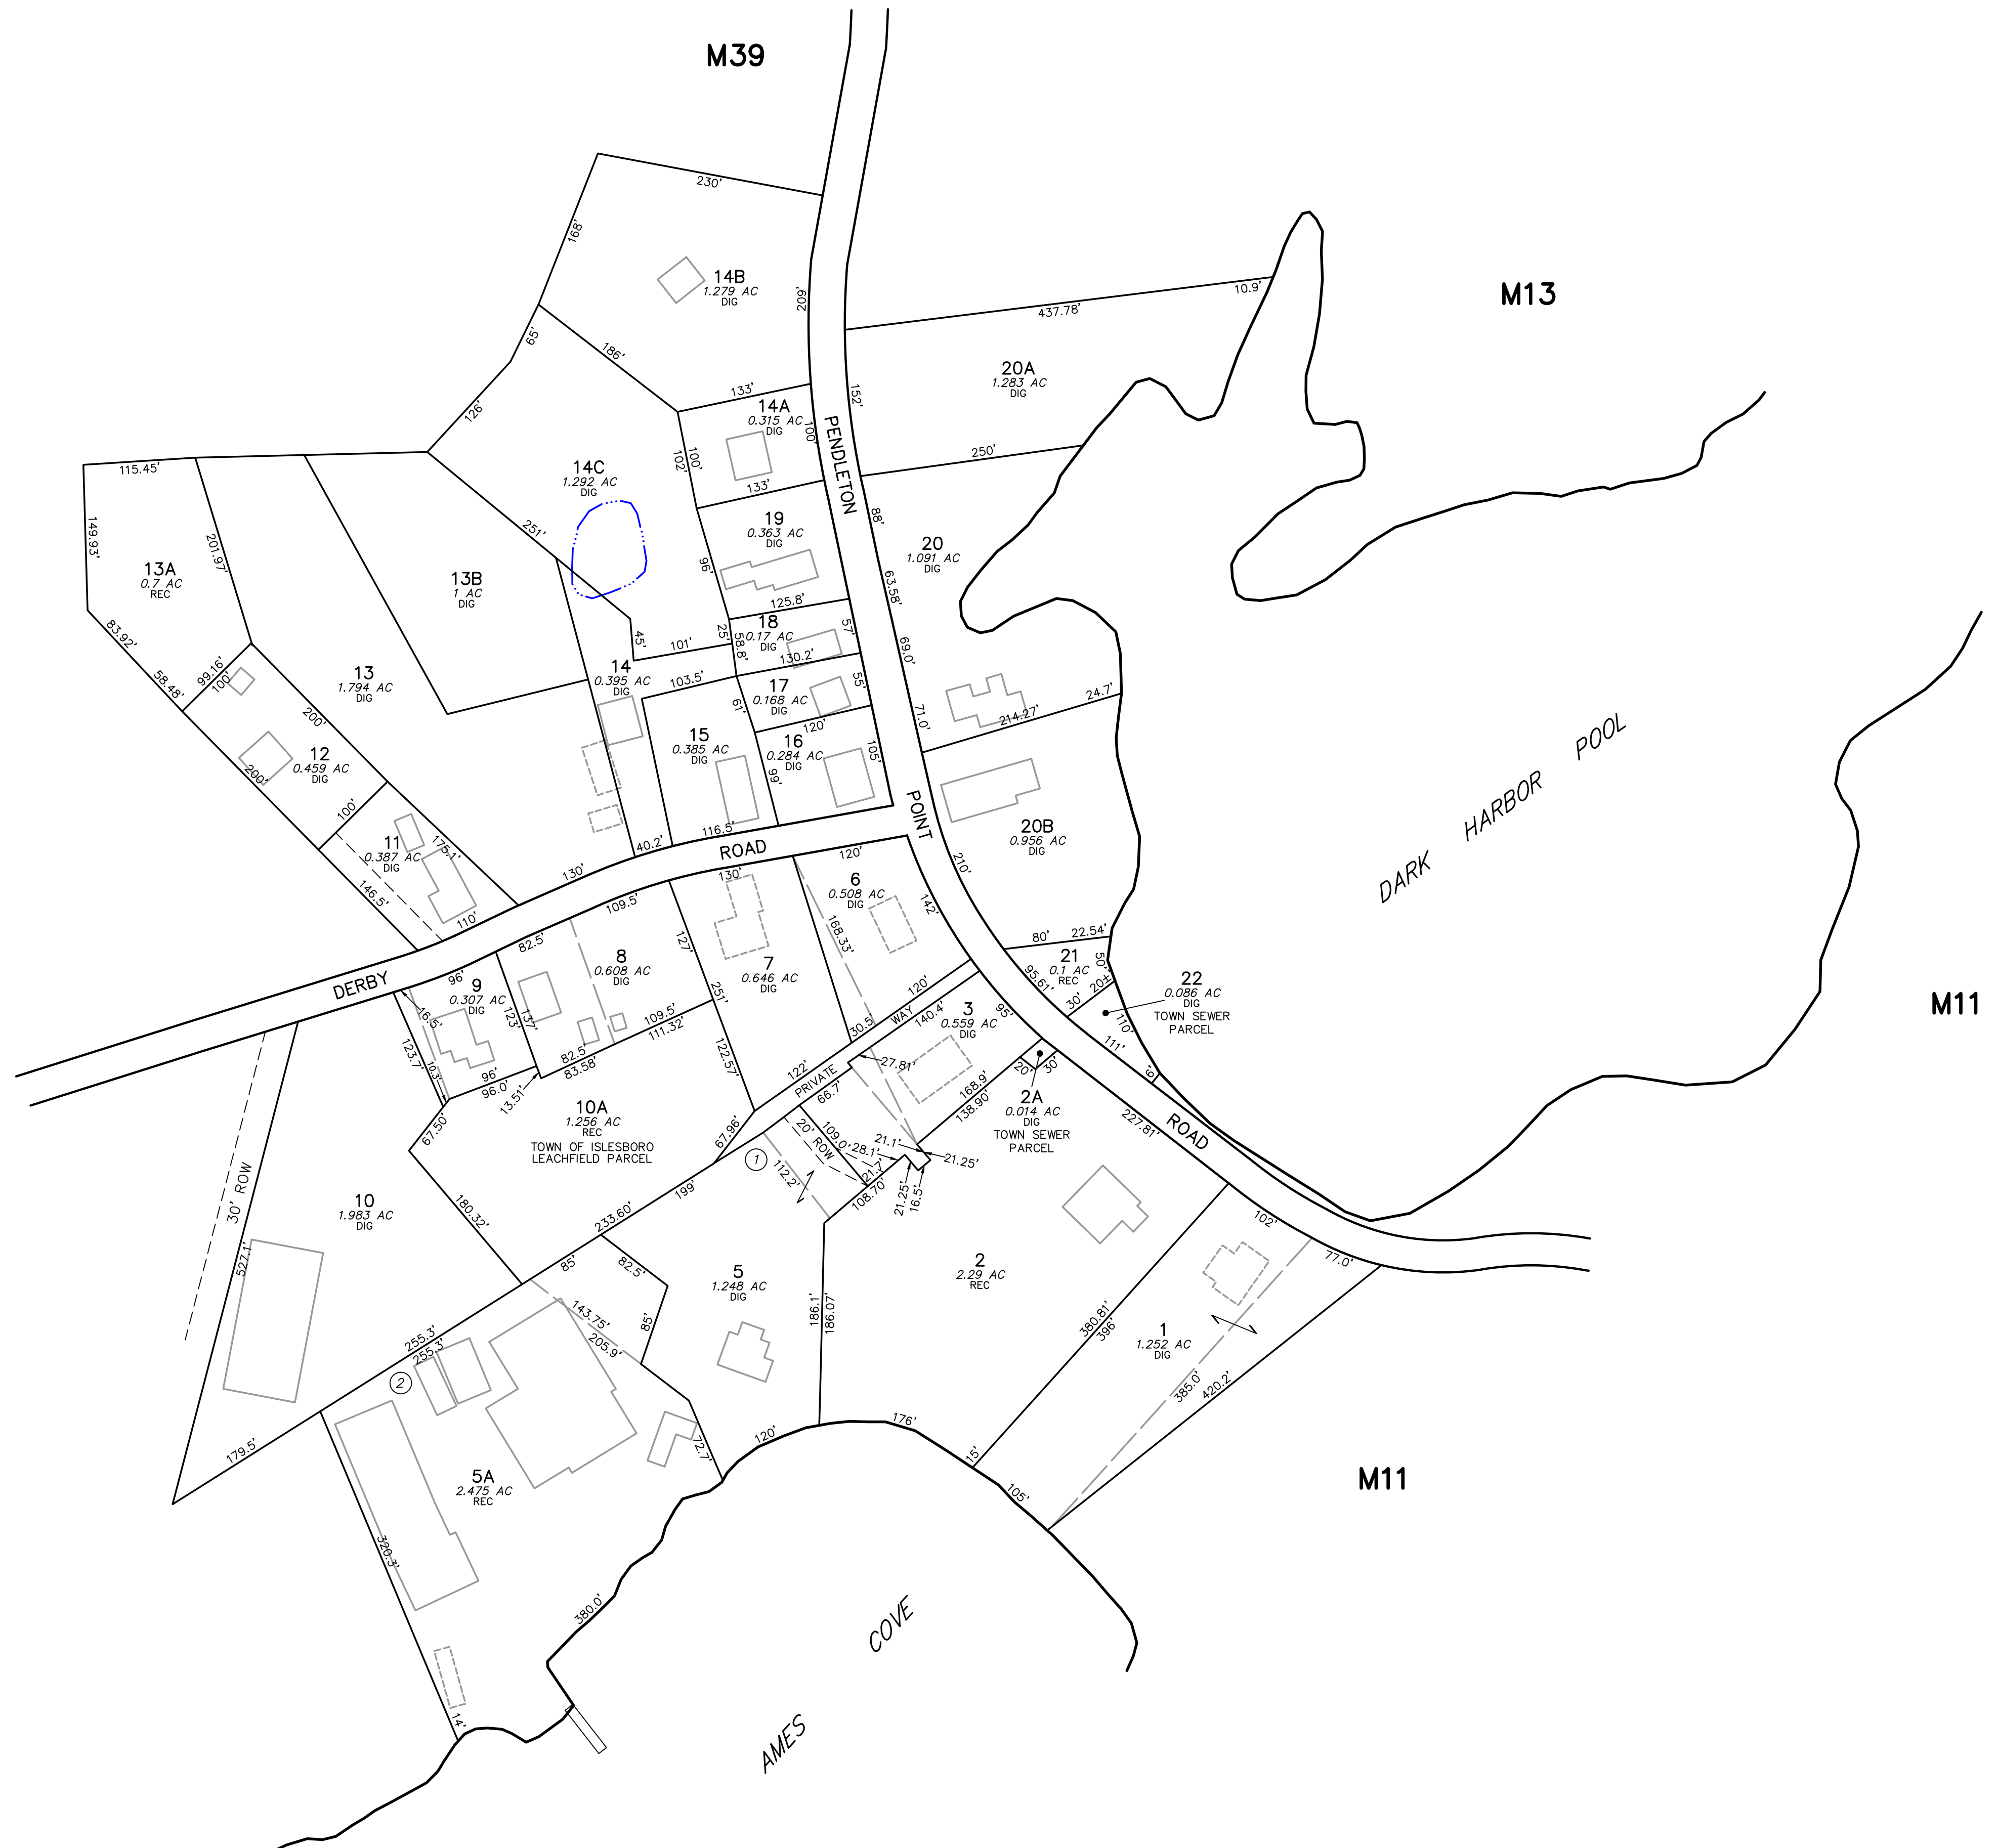 M39
230'
168'
14B
1.279 AC
DIG
209'
M13
10.9'
437.78'
65'
186'
20A
1.283 AC
DIG
133'
152'
126'
14A
0.315 AC
DIG
100'
PENDLETON
100'
102'
115.45'
14C
1.292 AC
DIG
250'
133'
149.93'
201.97'
251'
19
0.363 AC
DIG
88'
20
1.091 AC
DIG
96'
13A
0.7 AC
REC
13B
1 AC
DIG
63.58'
125.8'
83.92'
25'
58.8'
18
0.17 AC
DIG
57'
45'
101'
69.0'
99.16'
100'
58.48'
13
1.794 AC
DIG
14
0.395 AC
DIG
130.2'
103.5'
17
0.168 AC
DIG
55'
24.7'
214.27'
61'
71.0'
200'
120'
15
0.385 AC
DIG
16
0.284 AC
DIG
105'
12
0.459 AC
DIG
200'
99'
DARK HARBOR POOL
100'
POINT
116.5'
40.2'
ROAD
20B
0.956 AC
DIG
11
0.387 AC
DIG
175.1'
120'
130'
130'
210'
146.5'
110'
109.5'
6
0.508 AC
DIG
142'
168.33'
82.5'
127'
80'
22.54'
DERBY
96'
8
0.608 AC
DIG
7
0.646 AC
DIG
21
0.1 AC
REC
50'
95.61'
9
0.307 AC
DIG
16.5'
251'
120'
30'
20±'
22
0.086 AC
DIG
TOWN SEWER
PARCEL
M11
123'
137'
109.5'
111.32'
30.5'
WAY
140.4'
3
0.559 AC
DIG
95'
110'
111'
123.7'
10.3'
82.5'
83.58'
122.57'
122'
PRIVATE
27.81'
6'
96'
96.0'
13.51'
66.7'
20'
30'
168.9'
138.90'
2A
0.014 AC
DIG
TOWN SEWER
PARCEL
227.81'
ROAD
67.50'
10A
1.256 AC
REC
TOWN OF ISLESBORO
LEACHFIELD PARCEL
67.96'
1
20' ROW
109.0'
28.1'
21.1'
21.25'
21.7'
112.2'
108.70'
21.25'
16.5'
30' ROW
10
1.983 AC
DIG
180.32'
199'
233.60'
102'
77.0'
527.1'
85'
82.5'
5
1.248 AC
DIG
2
2.29 AC
REC
186.1'
186.07'
380.81'
396'
143.75'
205.9'
85'
1
1.252 AC
DIG
255.3'
255.3'
2
385.0'
420.2'
179.5'
120'
176'
72.7'
15'
105'
5A
2.475 AC
REC
M11
320.3'
380.0'
14'
AMES COVE